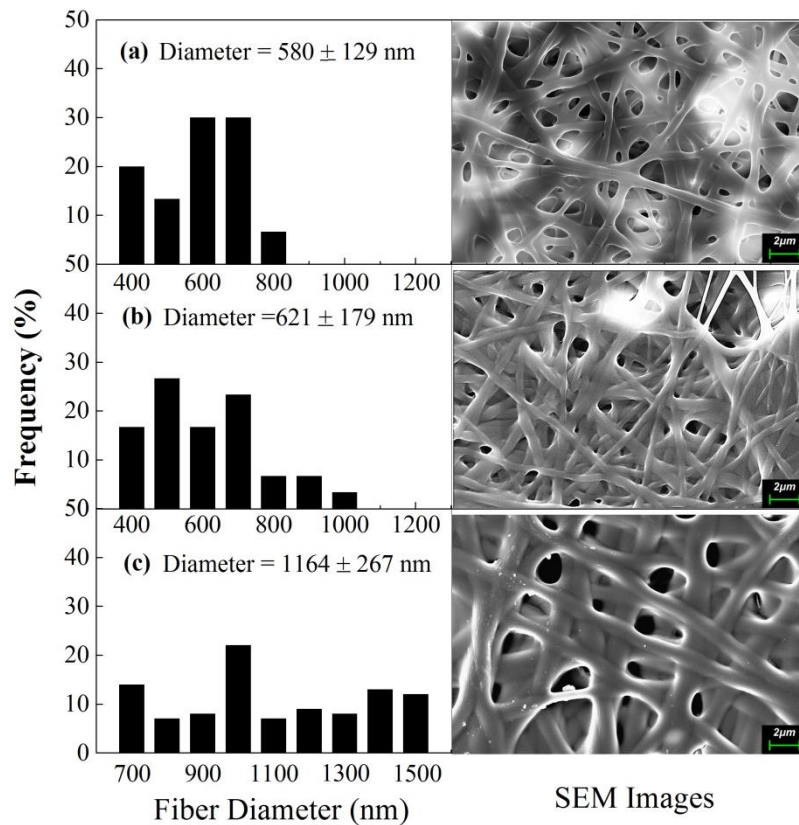 50
(a) Diameter = 580 ± 129 nm
40
30
20
10
50
400 600 800 1000 1200
2μm
(b) Diameter =621 ± 179 nm
40
30
20
10
50
400 600 800 1000 1200
2μm
(c) Diameter = 1164 ± 267 nm
40
30
20
10
0
700 900 1100 1300 1500
2μm
Frequency (%)
Fiber Diameter (nm)
SEM Images